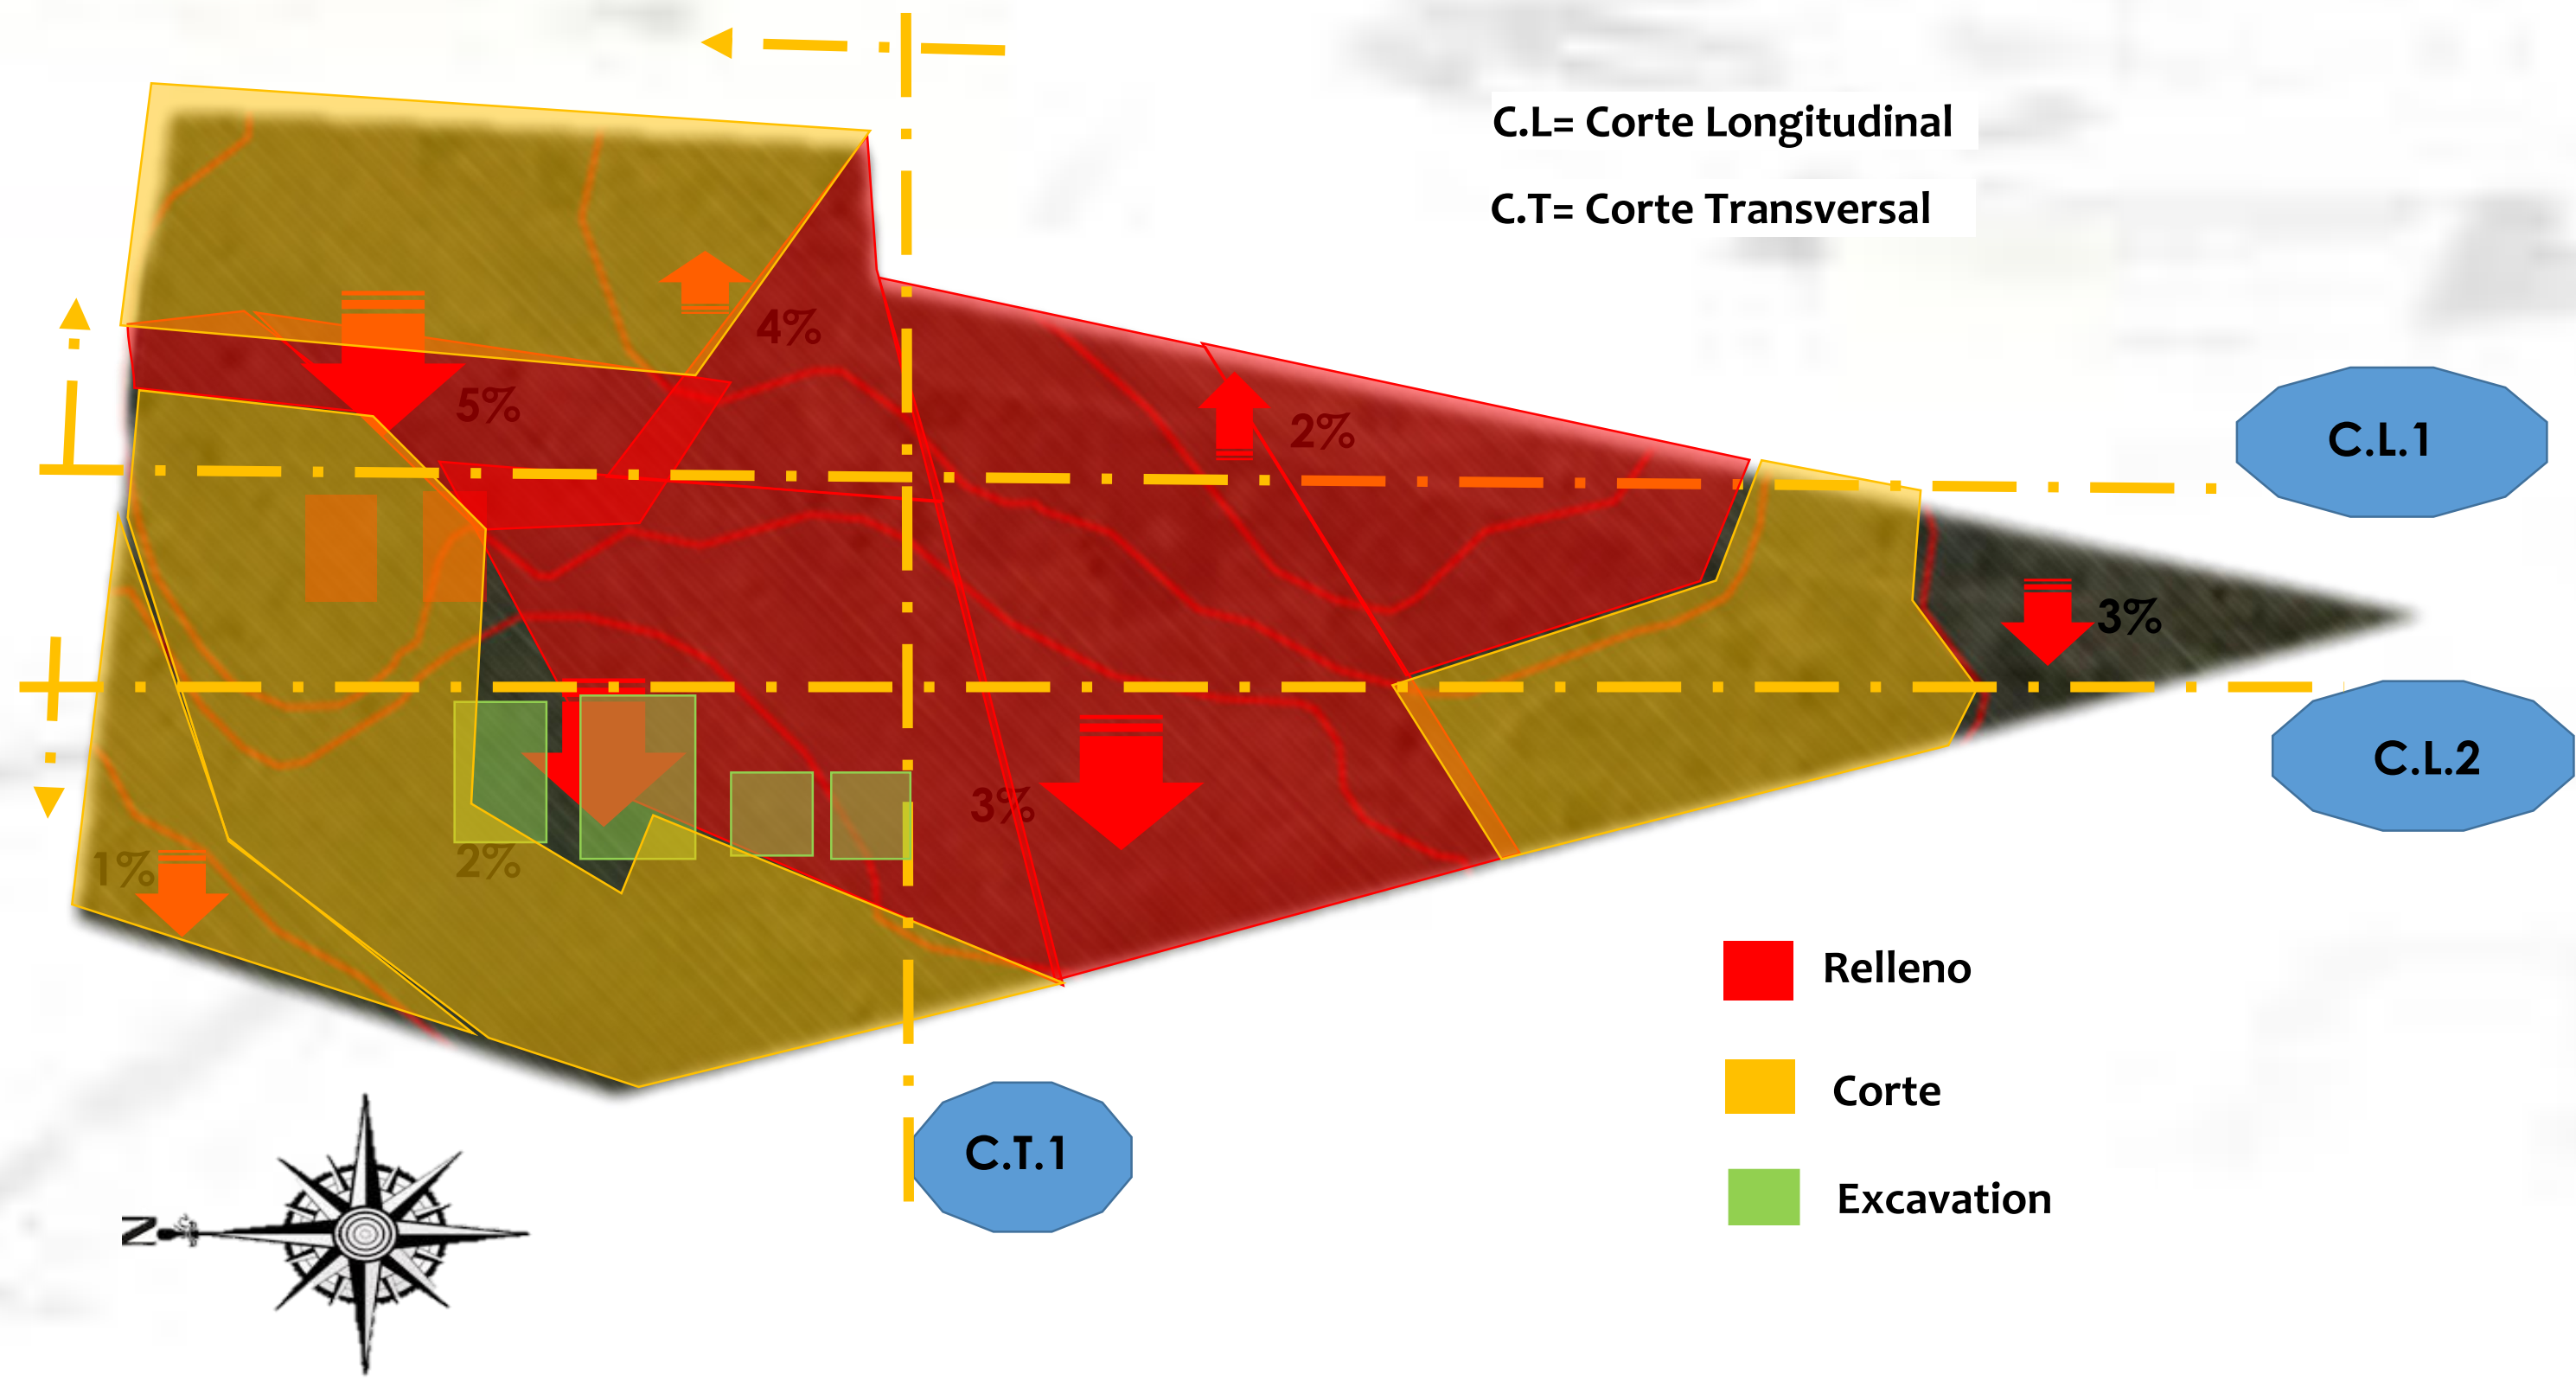 C.L= Corte Longitudinal
C.T= Corte Transversal
4%
5%
2%
C.L.1
3%
C.L.2
3%
1%
2%
Relleno
Corte
C.T.1
Excavation
N